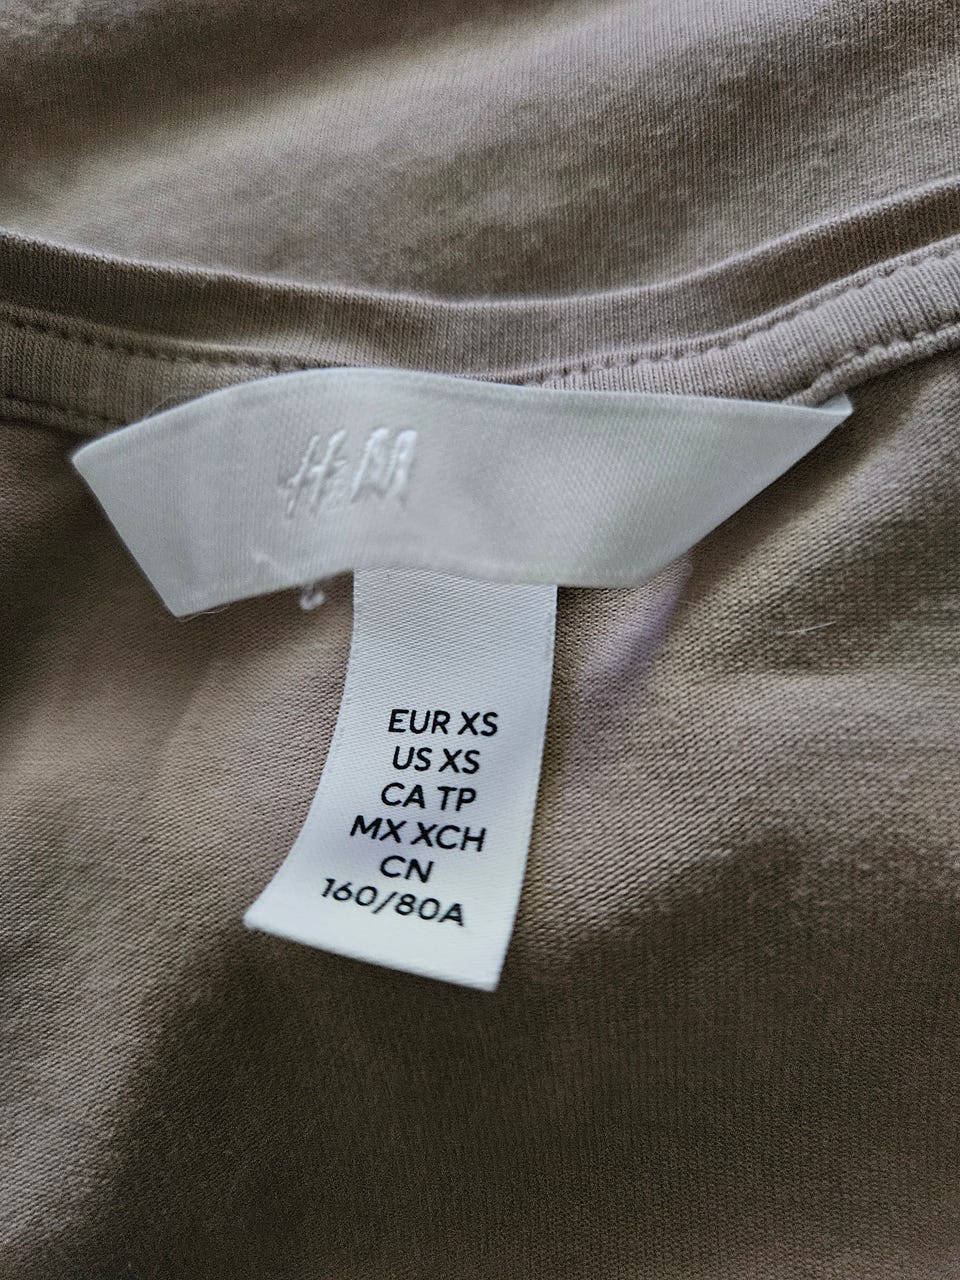 H&M
EUR XS
US XS
CA TP
MX XCH
CN
160/80A